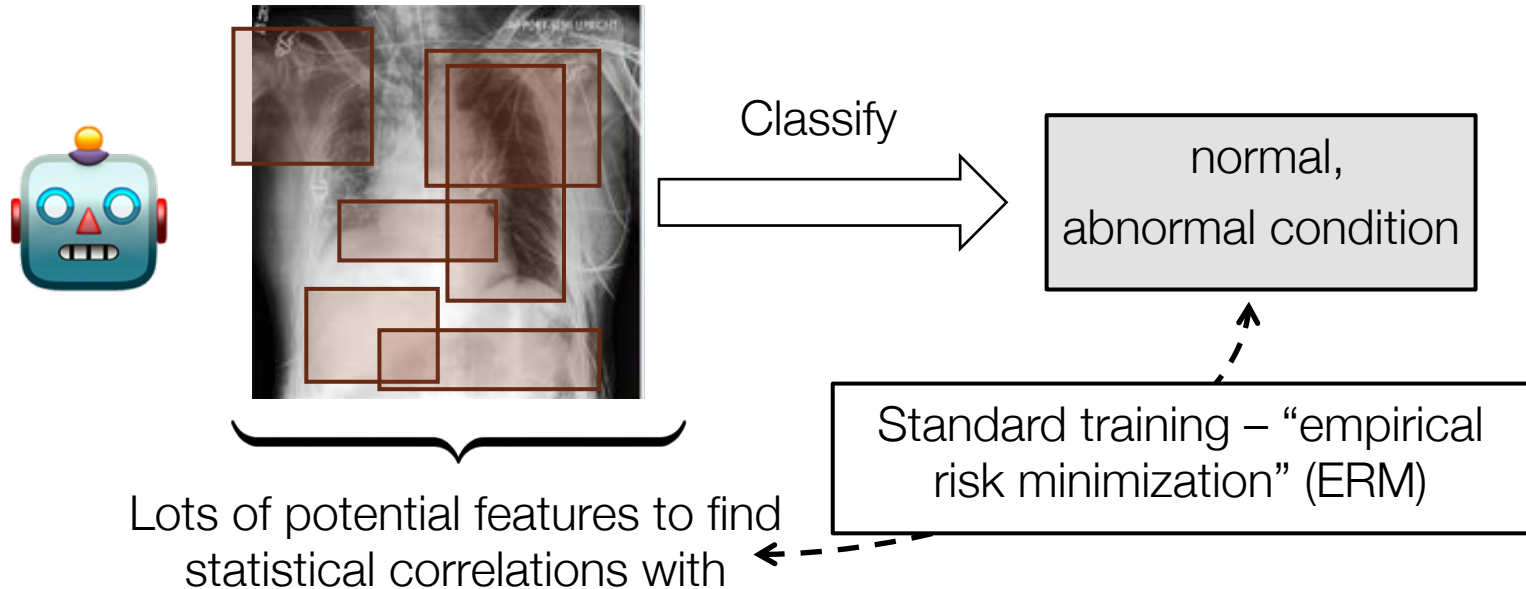 Classify
normal,
abnormal condition
Standard training – “empirical
risk minimization” (ERM)
Lots of potential features to find
statistical correlations with